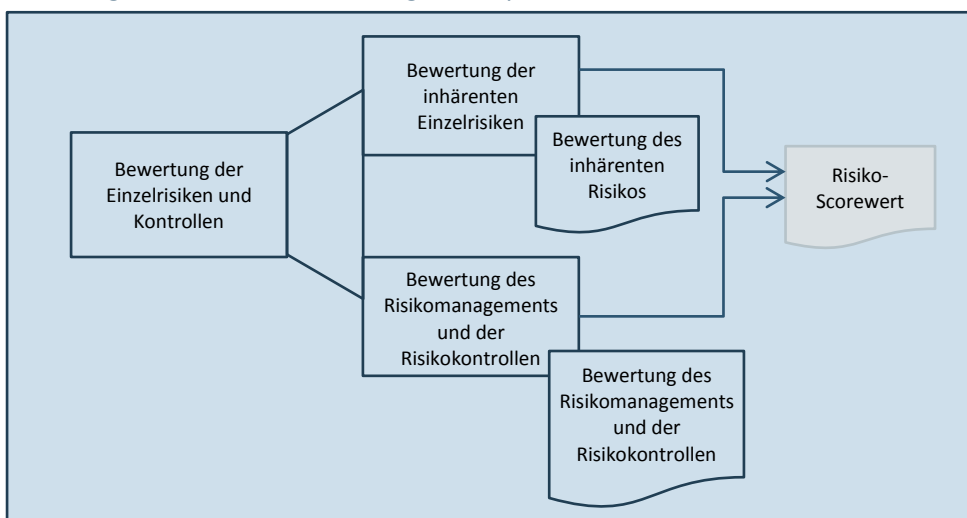 Bewertung der
inhärenten
Einzelrisiken
Bewertung des
inhärenten
Risikos
Bewertung der
Einzelrisiken und
Kontrollen
Risiko-
Scorewert
Bewertung des
Risikomanagements
und der
Risikokontrollen
Bewertung des
Risikomanagements
und der
Risikokontrollen